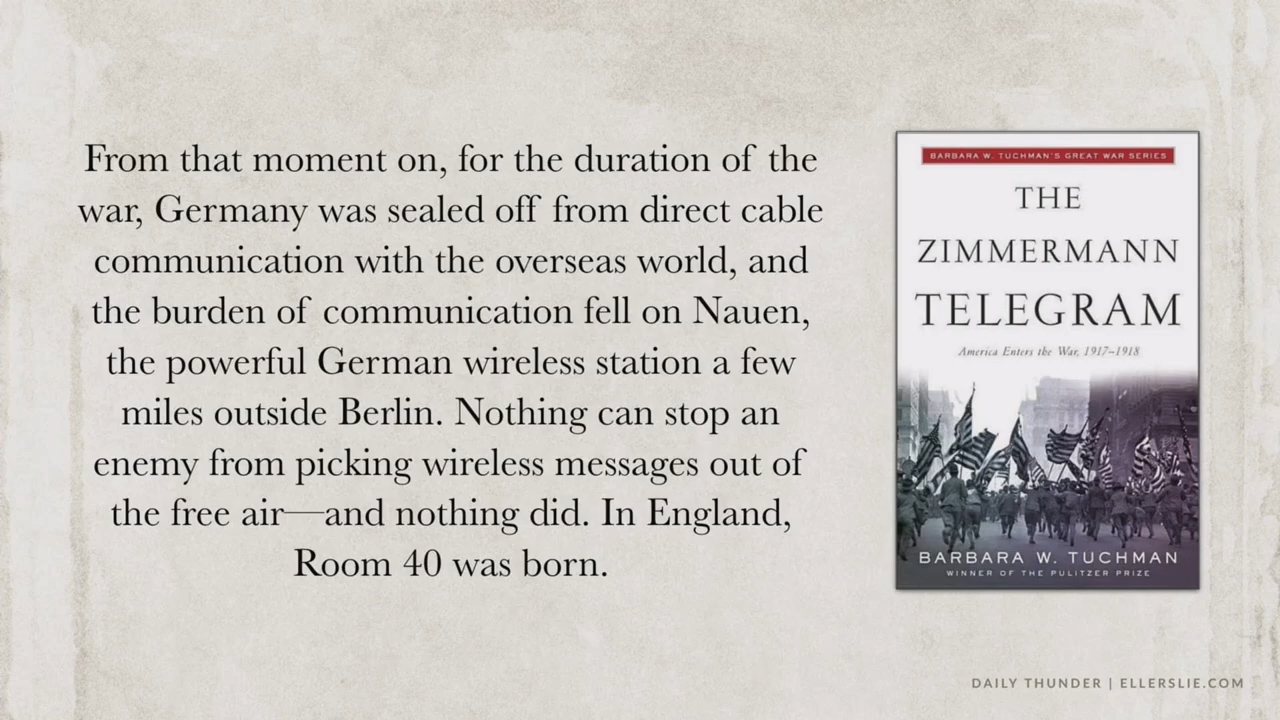 From that moment on, for the duration of the
war, Germany was sealed off from direct cable
communication with the overseas world, and
the burden of communication fell on Nauen,
the powerful German wireless station a few
miles outside Berlin. Nothing can stop an
enemy from picking wireless messages out of
the free air—and nothing did. In England,
Room 40 was born.
BARBARA W. TUCHMAN'S GREAT WAR SERIES
THE
ZIMMERMANN
TELEGRAM
America Enters the War, 1917–1918
BARBARA W. TUCHMAN
WINNER OF THE PULITZER PRIZE
DAILY THUNDER | ELLERSLIE.COM